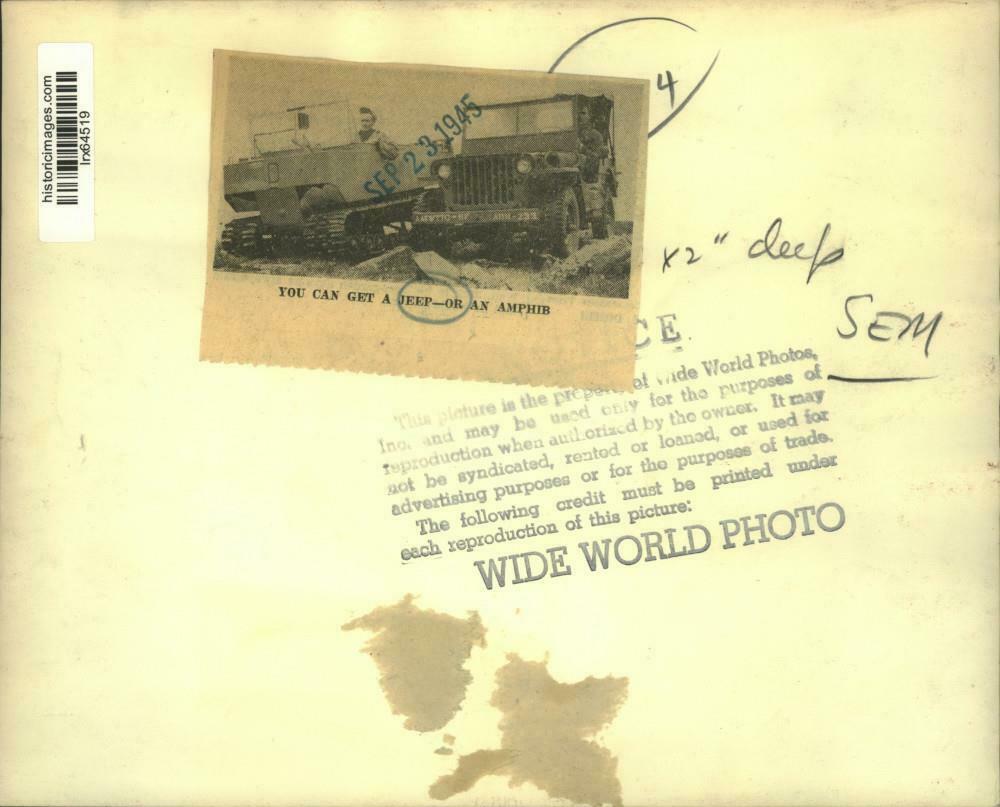 historicimages.com
lrx64519
4
SEP 23 1945
YOU CAN GET A JEEP—OR AN AMPHIB
x2" deep
SEM
CE
This picture is the property of Wide World Photos,
Inc. and may be used only for the purposes of
reproduction when authorized by the owner. It may
not be syndicated, rented or loaned, or used for
advertising purposes or for the purposes of trade.
The following credit must be printed under
each reproduction of this picture:
WIDE WORLD PHOTO